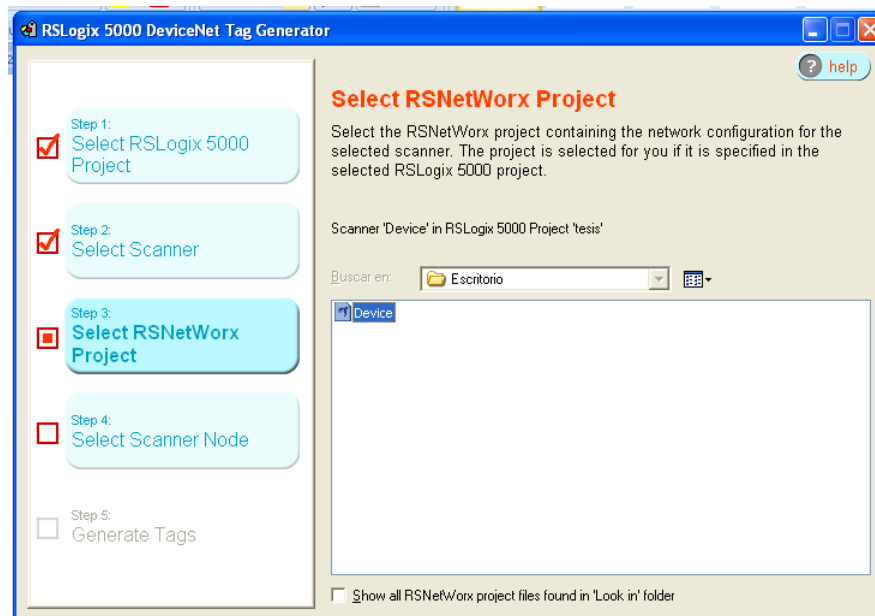 RSLogix 5000 DeviceNet Tag Generator
? help
Step 1:
Select RSLogix 5000
Project
Step 2:
Select Scanner
Step 3:
Select RSNetWorx
Project
Step 4:
Select Scanner Node
Step 5:
Generate Tags
Select RSNetWorx Project
Select the RSNetWorx project containing the network configuration for the
selected scanner. The project is selected for you if it is specified in the
selected RSLogix 5000 project.
Scanner 'Device' in RSLogix 5000 Project 'tesis'
Buscar en: Escritorio
Device
Show all RSNetWorx project files found in 'Look in' folder